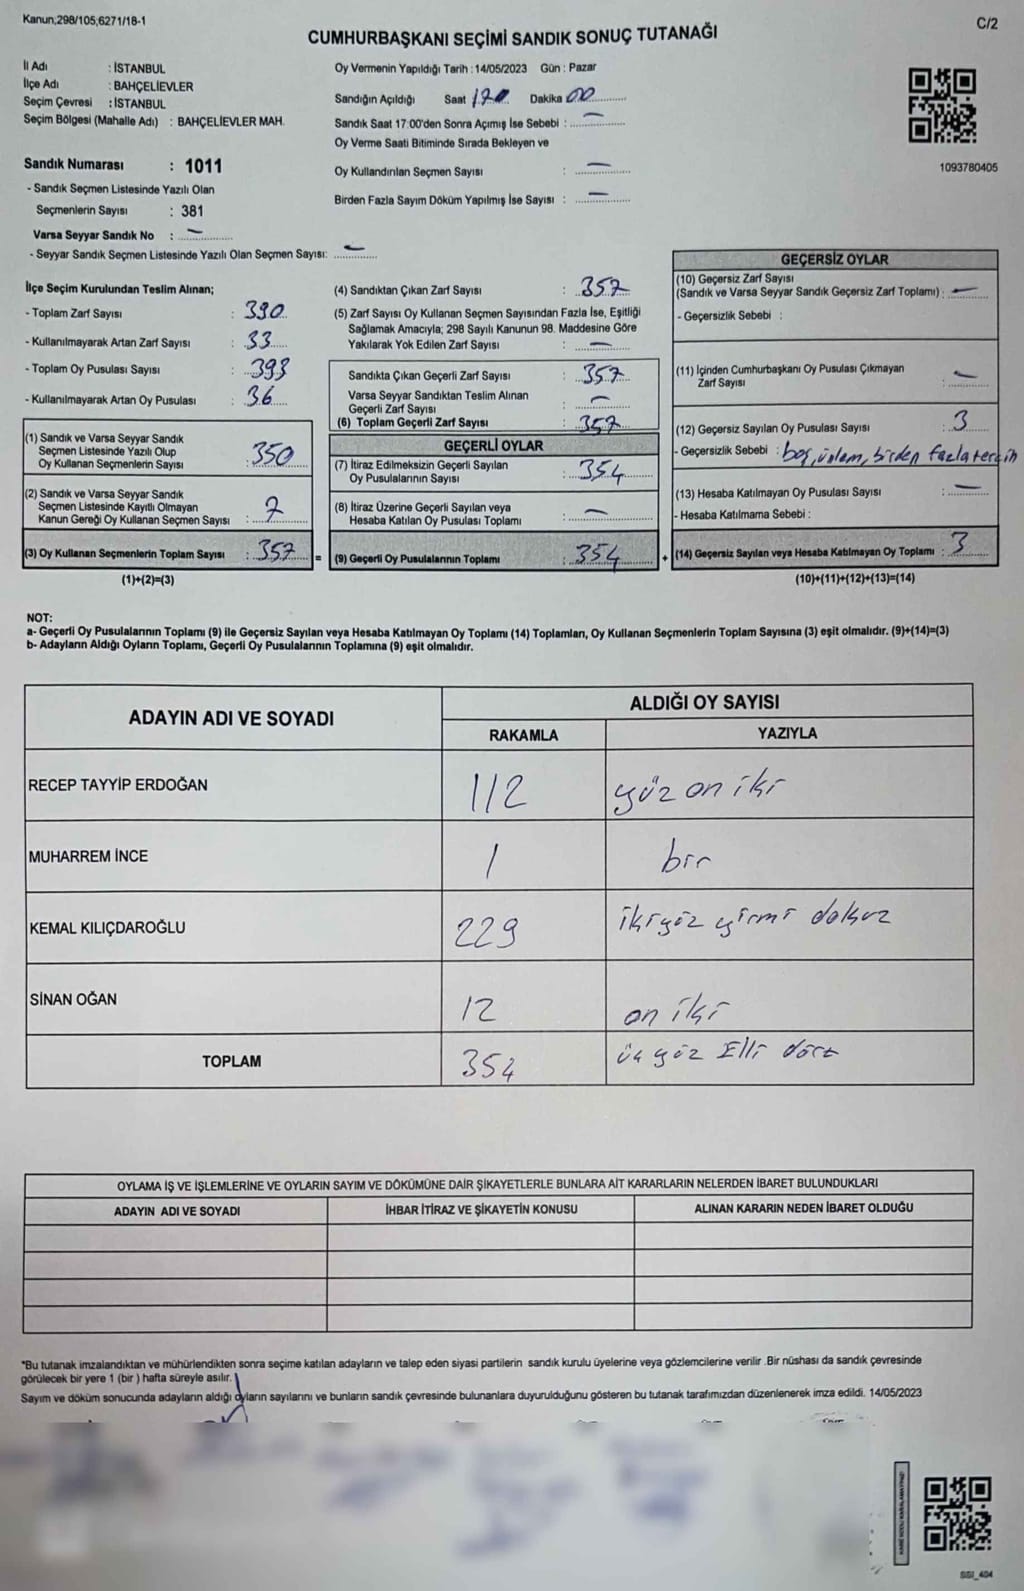 Kanun;298/105;6271/18-1
C/2
CUMHURBAŞKANI SEÇİMİ SANDIK SONUÇ TUTANAĞI
İl Adı : İSTANBUL
İlçe Adı : BAHÇELİEVLER
Seçim Çevresi : İSTANBUL
Seçim Bölgesi (Mahalle Adı) : BAHÇELİEVLER MAH.
Oy Vermenin Yapıldığı Tarih : 14/05/2023 Gün : Pazar
Sandığın Açıldığı Saat Dakika 00
Sandık Saat 17:00'den Sonra Açımış İse Sebebi : —
Oy Verme Saati Bitiminde Sırada Bekleyen ve
Oy Kullandırılan Seçmen Sayısı : —
Birden Fazla Sayım Döküm Yapılmış İse Sayısı : —
1093780405
Sandık Numarası : 1011
- Sandık Seçmen Listesinde Yazılı Olan
Seçmenlerin Sayısı : 381
Varsa Seyyar Sandık No : —
- Seyyar Sandık Seçmen Listesinde Yazılı Olan Seçmen Sayısı: —
İlçe Seçim Kurulundan Teslim Alınan;
- Toplam Zarf Sayısı : 390
- Kullanılmayarak Artan Zarf Sayısı : 33
- Toplam Oy Pusulası Sayısı : 393
- Kullanılmayarak Artan Oy Pusulası : 36
(1) Sandık ve Varsa Seyyar Sandık
Seçmen Listesinde Yazılı Olup
Oy Kullanan Seçmenlerin Sayısı : 350
(2) Sandık ve Varsa Seyyar Sandık
Seçmen Listesinde Kayıtlı Olmayan
Kanun Gereği Oy Kullanan Seçmen Sayısı : 7
(3) Oy Kullanan Seçmenlerin Toplam Sayısı : 357
(1)+(2)=(3)
(4) Sandıktan Çıkan Zarf Sayısı : 357
(5) Zarf Sayısı Oy Kullanan Seçmen Sayısından Fazla İse, Eşitliği
Sağlamak Amacıyla; 298 Sayılı Kanunun 98. Maddesine Göre
Yakılarak Yok Edilen Zarf Sayısı : —
Sandıkta Çıkan Geçerli Zarf Sayısı : 357
Varsa Seyyar Sandıktan Teslim Alınan
Geçerli Zarf Sayısı : —
(6) Toplam Geçerli Zarf Sayısı : 357
GEÇERLİ OYLAR
(7) İtiraz Edilmeksizin Geçerli Sayılan
Oy Pusulalarının Sayısı : 354
(8) İtiraz Üzerine Geçerli Sayılan veya
Hesaba Katılan Oy Pusulası Toplamı : —
= (9) Geçerli Oy Pusulalarının Toplamı : 354
GEÇERSİZ OYLAR
(10) Geçersiz Zarf Sayısı
(Sandık ve Varsa Seyyar Sandık Geçersiz Zarf Toplamı) : —
- Geçersizlik Sebebi :
(11) İçinden Cumhurbaşkanı Oy Pusulası Çıkmayan
Zarf Sayısı : —
(12) Geçersiz Sayılan Oy Pusulası Sayısı : 3
- Geçersizlik Sebebi : boş, birden fazla tercih
(13) Hesaba Katılmayan Oy Pusulası Sayısı : —
- Hesaba Katılmama Sebebi :
+ (14) Geçersiz Sayılan veya Hesaba Katılmayan Oy Toplamı : 3
(10)+(11)+(12)+(13)=(14)
NOT:
a- Geçerli Oy Pusulalarının Toplamı (9) ile Geçersiz Sayılan veya Hesaba Katılmayan Oy Toplamı (14) Toplamları, Oy Kullanan Seçmenlerin Toplam Sayısına (3) eşit olmalıdır. (9)+(14)=(3)
b- Adayların Aldığı Oyların Toplamı, Geçerli Oy Pusulalarının Toplamına (9) eşit olmalıdır.
ADAYIN ADI VE SOYADI
ALDIĞI OY SAYISI
RAKAMLA YAZIYLA
RECEP TAYYİP ERDOĞAN 112 yüz on iki
MUHARREM İNCE 1 bir
KEMAL KILIÇDAROĞLU 229 ikiyüz yirmi dokuz
SİNAN OĞAN 12 on iki
TOPLAM 354 üç yüz Elli dört
OYLAMA İŞ VE İŞLEMLERİNE VE OYLARIN SAYIM VE DÖKÜMÜNE DAİR ŞİKAYETLERLE BUNLARA AİT KARARLARIN NELERDEN İBARET BULUNDUKLARI
ADAYIN ADI VE SOYADI İHBAR İTİRAZ VE ŞİKAYETİN KONUSU ALINAN KARARIN NEDEN İBARET OLDUĞU
*Bu tutanak imzalandıktan ve mühürlendikten sonra seçime katılan adayların ve talep eden siyasi partilerin sandık kurulu üyelerine veya gözlemcilerine verilir .Bir nüshası da sandık çevresinde
görülecek bir yere 1 (bir ) hafta süreyle asılır.
Sayım ve döküm sonucunda adayların aldığı oyların sayılarını ve bunların sandık çevresinde bulunanlara duyurulduğunu gösteren bu tutanak tarafımızdan düzenlenerek imza edildi. 14/05/2023